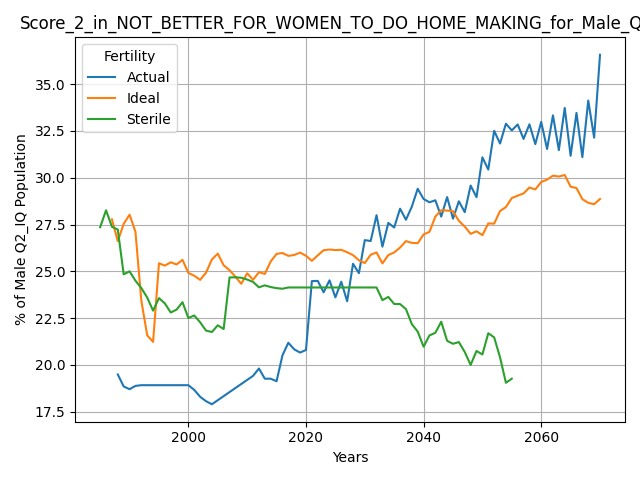 Score_2_in_NOT_BETTER_FOR_WOMEN_TO_DO_HOME_MAKING_for_Male_Q
Fertility
Actual
Ideal
Sterile
35.0
32.5
30.0
27.5
25.0
22.5
20.0
17.5
% of Male Q2_IQ Population
2000
2020
2040
2060
Years